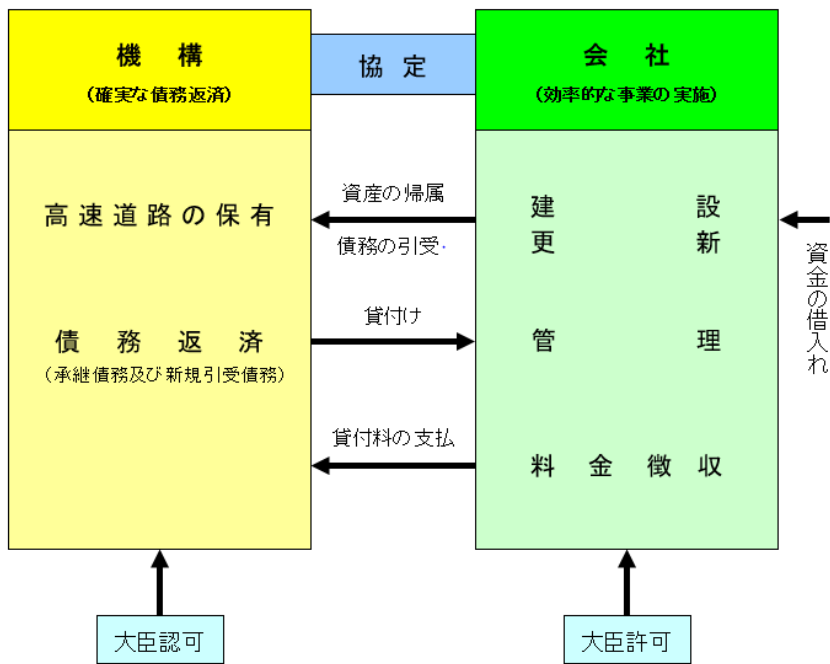 機構
(確実な債務返済)
協定
会社
(効率的な事業の実施)
高速道路の保有
債務返済
(承継債務及び新規引受債務)
資産の帰属
債務の引受
貸付け
貸付料の支払
建設
更新
管理
料金徴収
資金の借入れ
大臣認可
大臣許可